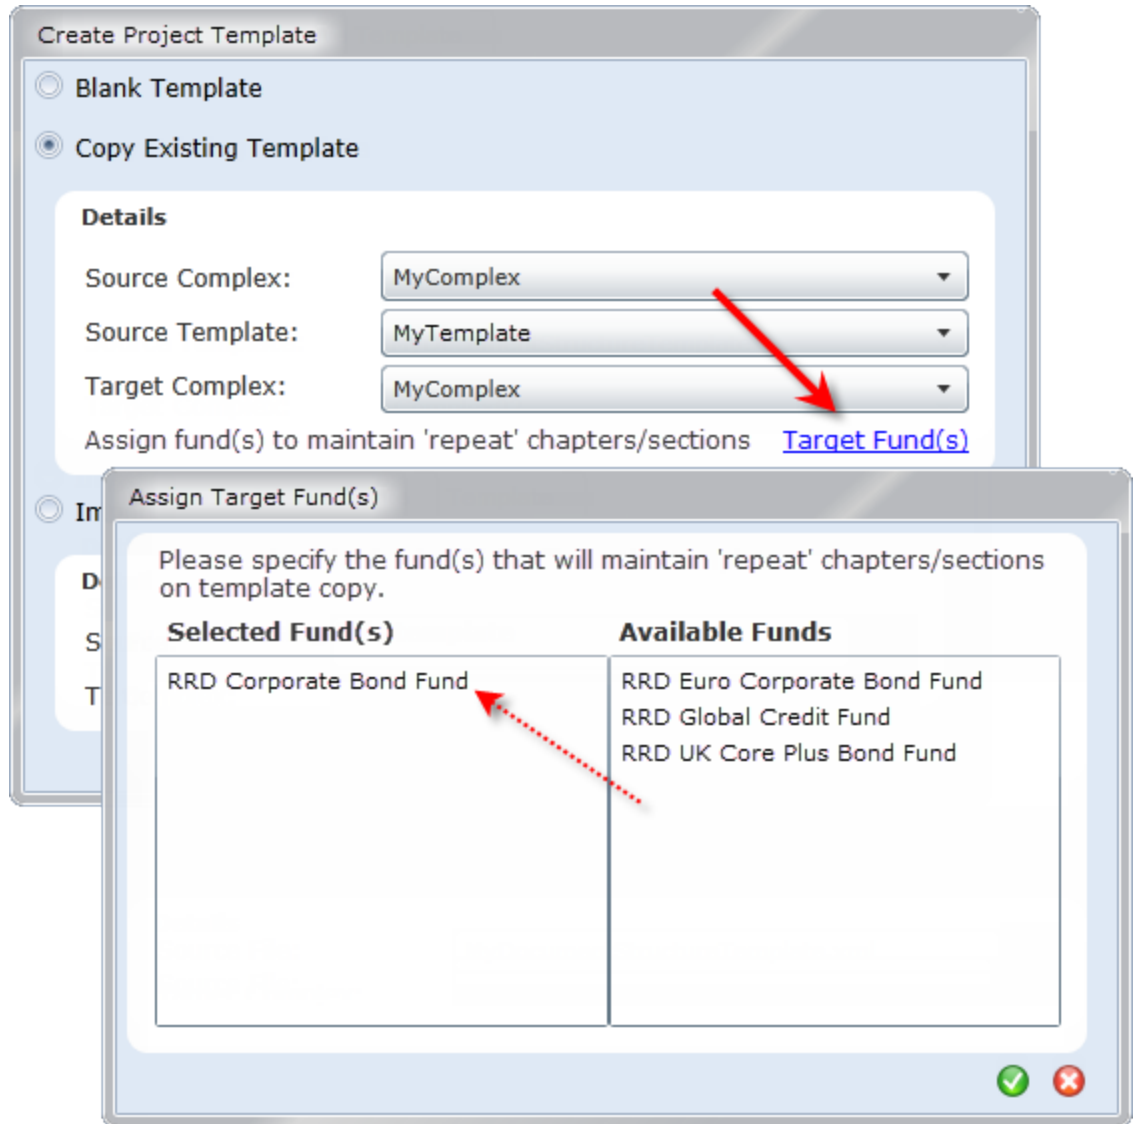 Create Project Template
Blank Template
Copy Existing Template
Details
Source Complex: MyComplex
Source Template: MyTemplate
Target Complex: MyComplex
Assign fund(s) to maintain 'repeat' chapters/sections Target Fund(s)
Assign Target Fund(s)
Please specify the fund(s) that will maintain 'repeat' chapters/sections
on template copy.
Selected Fund(s) Available Funds
RRD Corporate Bond Fund RRD Euro Corporate Bond Fund
RRD Global Credit Fund
RRD UK Core Plus Bond Fund